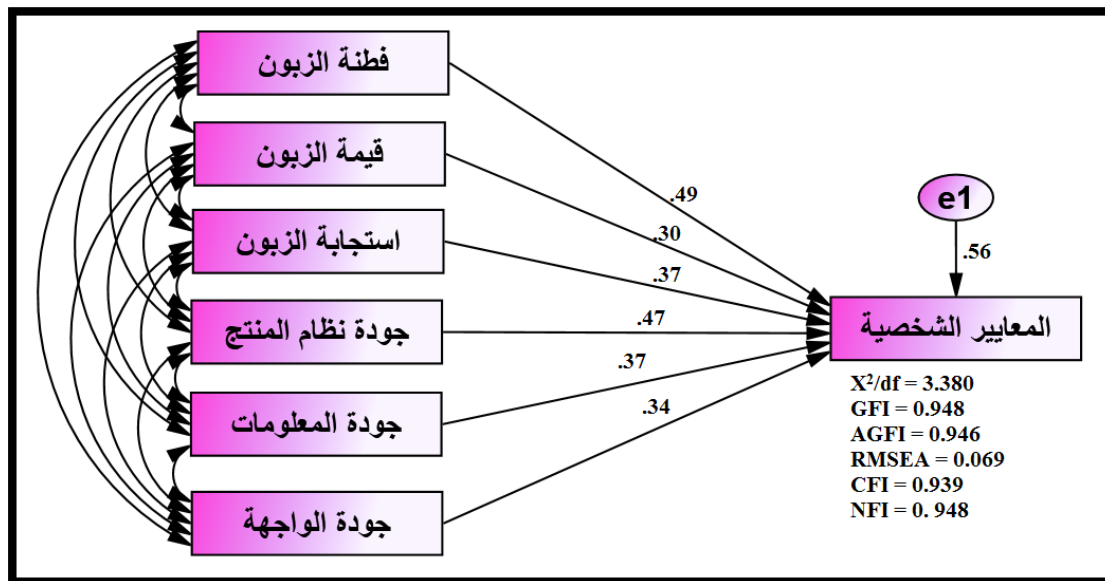 فطنة الزبون
قيمة الزبون
استجابة الزبون
جودة نظام المنتج
جودة المعلومات
جودة الواجهة
.49
.30
.37
.47
.37
.34
e1
.56
المعايير الشخصية
X²/df = 3.380
GFI = 0.948
AGFI = 0.946
RMSEA = 0.069
CFI = 0.939
NFI = 0. 948